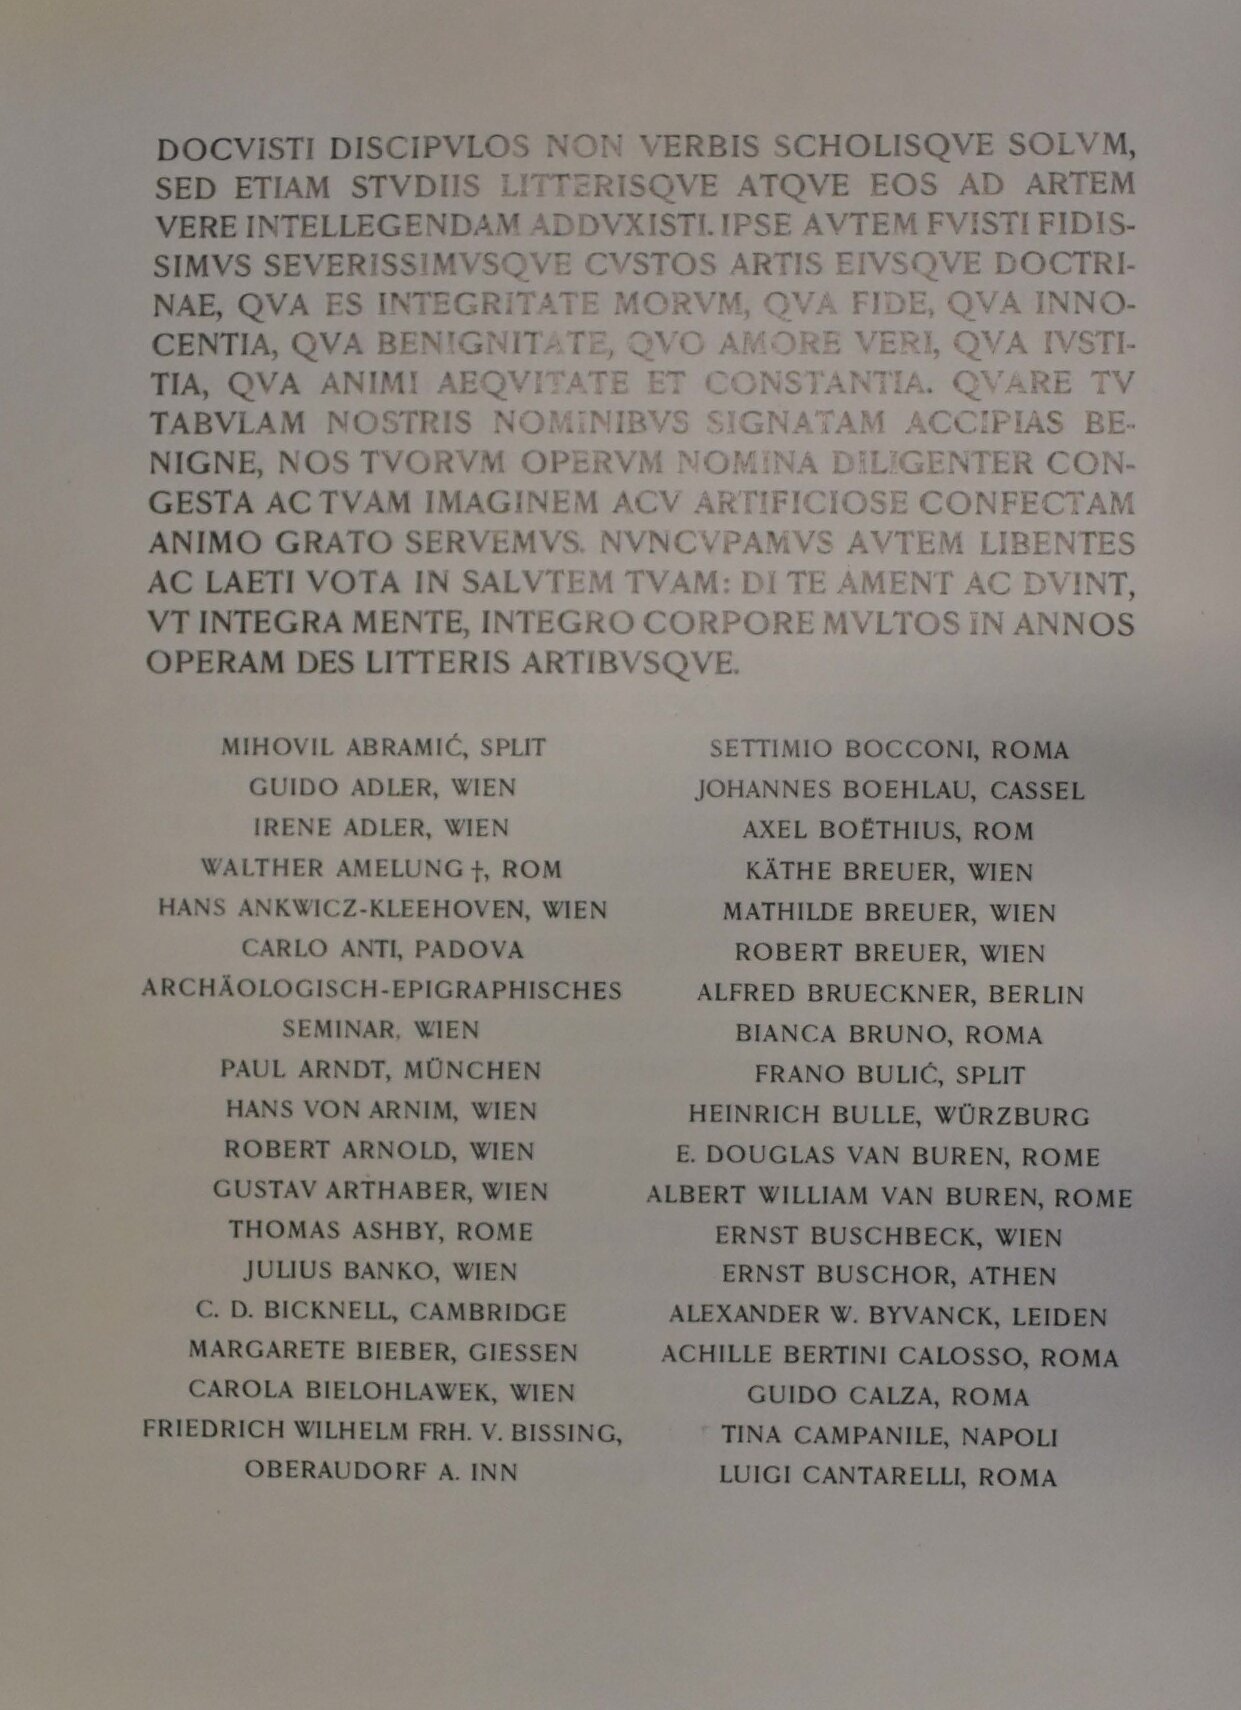 DOCVISTI DISCIPVLOS NON VERBIS SCHOLISQVE SOLVM,
SED ETIAM STVDIIS LITTERISQVE ATQVE EOS AD ARTEM
VERE INTELLEGENDAM ADDVXISTI. IPSE AVTEM FVISTI FIDIS-
SIMVS SEVERISSIMVSQVE CVSTOS ARTIS EIVSQVE DOCTRI-
NAE, QVA ES INTEGRITATE MORVM, QVA FIDE, QVA INNO-
CENTIA, QVA BENIGNITATE, QVO AMORE VERI, QVA IVSTI-
TIA, QVA ANIMI AEQVITATE ET CONSTANTIA. QVARE TV
TABVLAM NOSTRIS NOMINIBVS SIGNATAM ACCIPIAS BE-
NIGNE, NOS TVORVM OPERVM NOMINA DILIGENTER CON-
GESTA AC TVAM IMAGINEM ACV ARTIFICIOSE CONFECTAM
ANIMO GRATO SERVEMVS. NVNCVPAMVS AVTEM LIBENTES
AC LAETI VOTA IN SALVTEM TVAM: DI TE AMENT AC DVINT,
VT INTEGRA MENTE, INTEGRO CORPORE MVLTOS IN ANNOS
OPERAM DES LITTERIS ARTIBVSQVE.
MIHOVIL ABRAMIĆ, SPLIT
GUIDO ADLER, WIEN
IRENE ADLER, WIEN
WALTHER AMELUNG †, ROM
HANS ANKWICZ-KLEEHOVEN, WIEN
CARLO ANTI, PADOVA
ARCHÄOLOGISCH-EPIGRAPHISCHES
SEMINAR, WIEN
PAUL ARNDT, MÜNCHEN
HANS VON ARNIM, WIEN
ROBERT ARNOLD, WIEN
GUSTAV ARTHABER, WIEN
THOMAS ASHBY, ROME
JULIUS BANKO, WIEN
C. D. BICKNELL, CAMBRIDGE
MARGARETE BIEBER, GIESSEN
CAROLA BIELOHLAWEK, WIEN
FRIEDRICH WILHELM FRH. V. BISSING,
OBERAUDORF A. INN
SETTIMIO BOCCONI, ROMA
JOHANNES BOEHLAU, CASSEL
AXEL BOËTHIUS, ROM
KÄTHE BREUER, WIEN
MATHILDE BREUER, WIEN
ROBERT BREUER, WIEN
ALFRED BRUECKNER, BERLIN
BIANCA BRUNO, ROMA
FRANO BULIĆ, SPLIT
HEINRICH BULLE, WÜRZBURG
E. DOUGLAS VAN BUREN, ROME
ALBERT WILLIAM VAN BUREN, ROME
ERNST BUSCHBECK, WIEN
ERNST BUSCHOR, ATHEN
ALEXANDER W. BYVANCK, LEIDEN
ACHILLE BERTINI CALOSSO, ROMA
GUIDO CALZA, ROMA
TINA CAMPANILE, NAPOLI
LUIGI CANTARELLI, ROMA